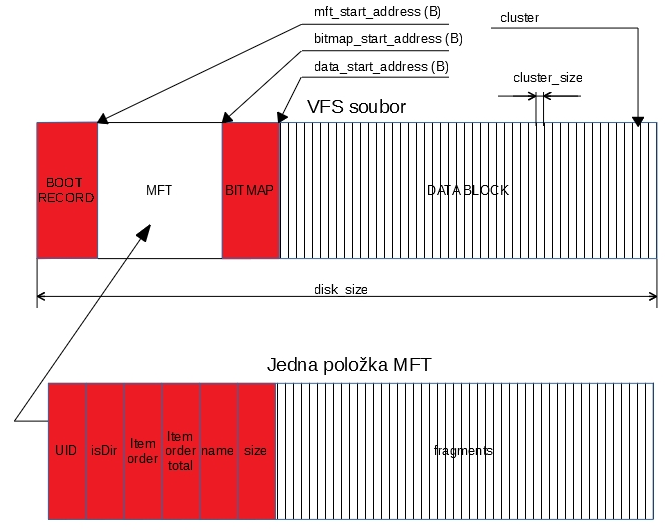 mft_start_address (B)
cluster
bitmap_start_address (B)
data_start_address (B)
cluster_size
VFS soubor
BOOT
RECORD
MFT
BITMAP
DATA BLOCK
disk_size
Jedna položka MFT
UID
isDir
Item
order
Item
order
total
name
size
fragments